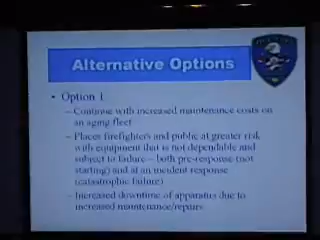 Alternative Options
• Option 1
– Continue with increased maintenance costs on
an aging fleet
– Places firefighters and public at greater risk
with equipment that is not dependable and
subject to failure – both pre-response (not
starting) and at an incident response
(catastrophic failure)
– Increased downtime of apparatus due to
increased maintenance/repairs